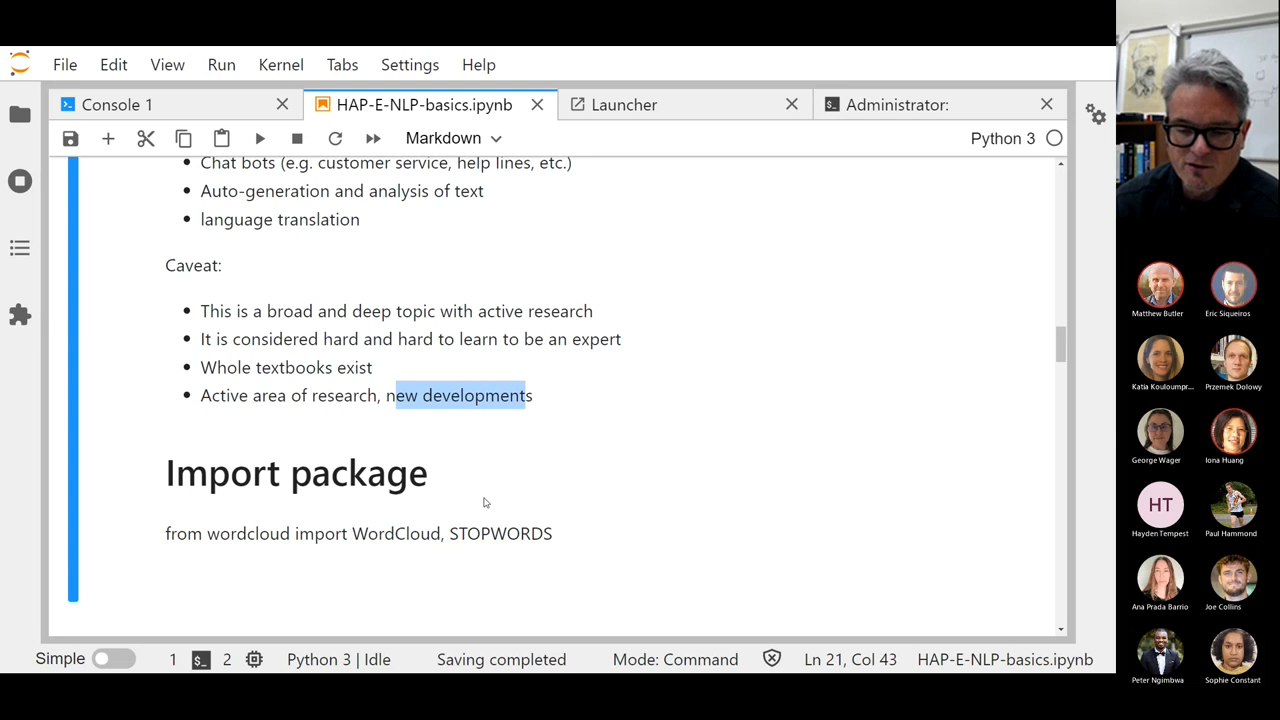 File Edit View Run Kernel Tabs Settings Help
Console 1 HAP-E-NLP-basics.ipynb Launcher Administrator:
Markdown Python 3
Chat bots (e.g. customer service, help lines, etc.)
Auto-generation and analysis of text
language translation
Caveat:
This is a broad and deep topic with active research
It is considered hard and hard to learn to be an expert
Whole textbooks exist
Active area of research, new developments
Import package
from wordcloud import WordCloud, STOPWORDS
Simple 1 $_ 2 Python 3 | Idle Saving completed Mode: Command Ln 21, Col 43 HAP-E-NLP-basics.ipynb
Matthew Butler Eric Siqueiros
Katia Kouloumpr... Przemek Dolowy
George Wager Iona Huang
HT
Hayden Tempest Paul Hammond
Ana Prada Barrio Joe Collins
Peter Ngimbwa Sophie Constant